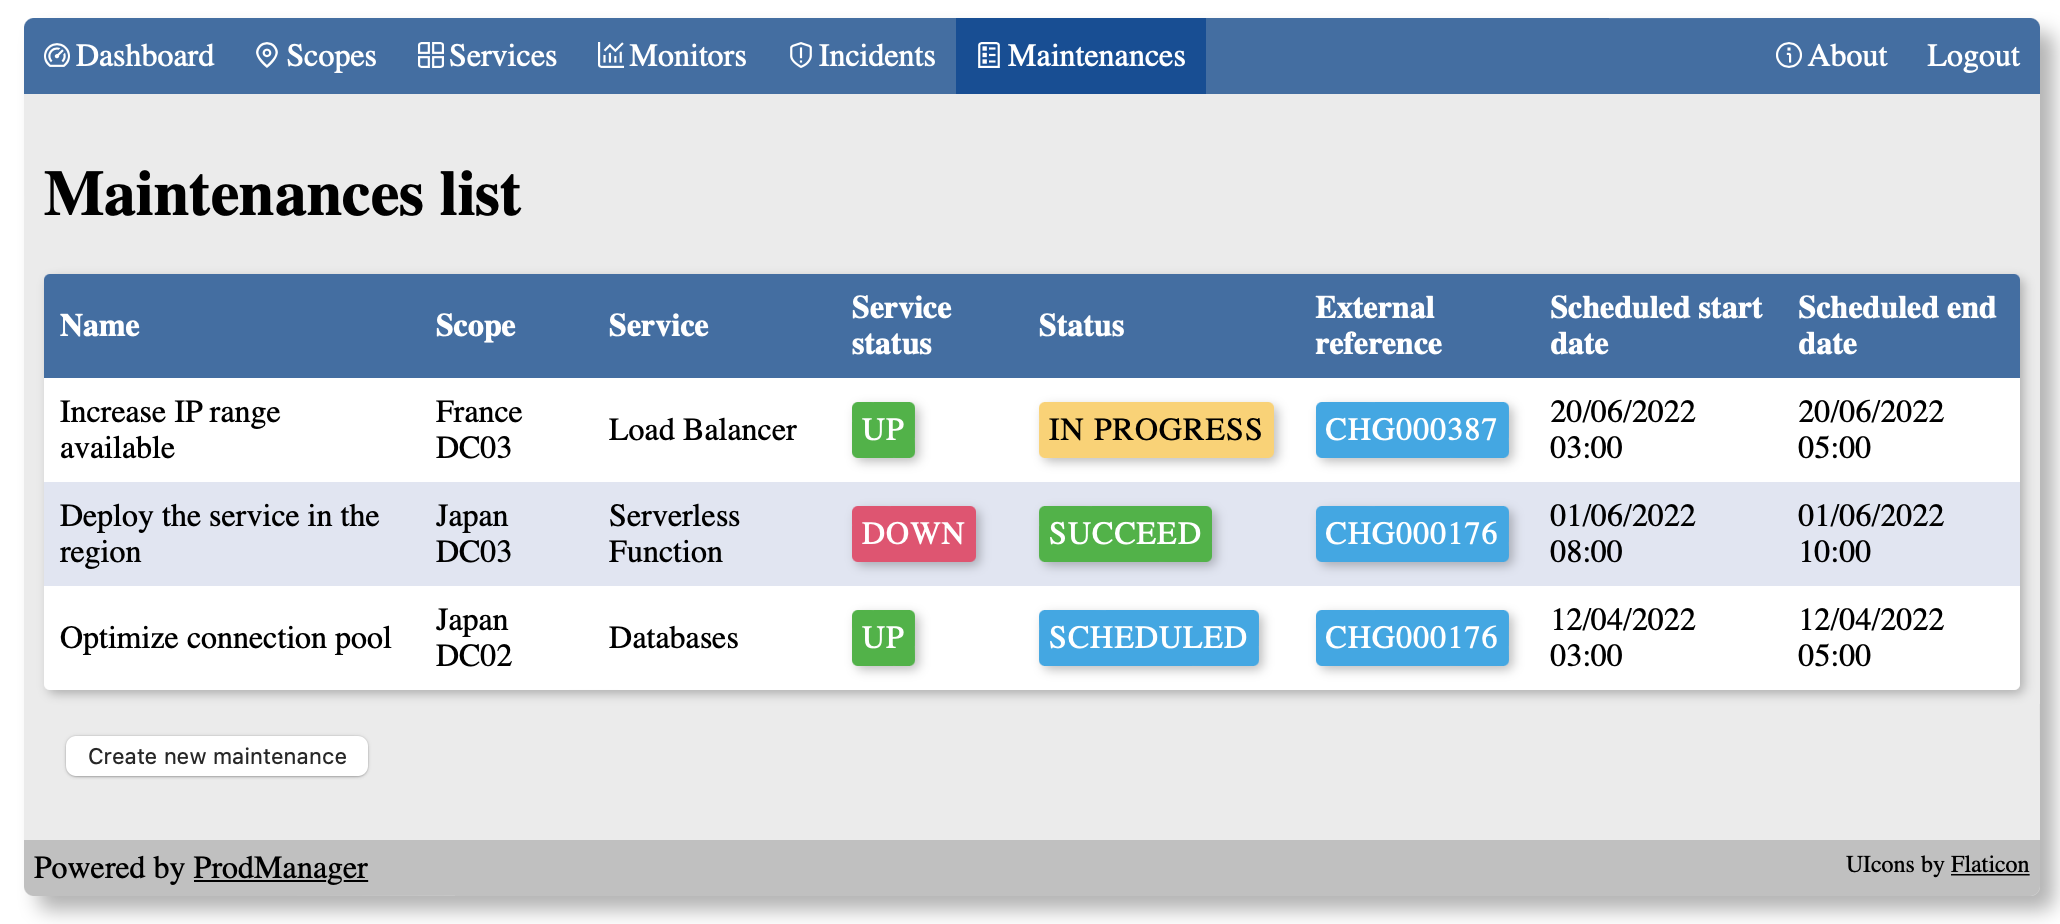 Dashboard Scopes Services Monitors Incidents Maintenances About Logout
Maintenances list
Name Scope Service Service status Status External reference Scheduled start date Scheduled end date
Increase IP range available France DC03 Load Balancer UP IN PROGRESS CHG000387 20/06/2022 03:00 20/06/2022 05:00
Deploy the service in the region Japan DC03 Serverless Function DOWN SUCCEED CHG000176 01/06/2022 08:00 01/06/2022 10:00
Optimize connection pool Japan DC02 Databases UP SCHEDULED CHG000176 12/04/2022 03:00 12/04/2022 05:00
Create new maintenance
Powered by ProdManager UIcons by Flaticon